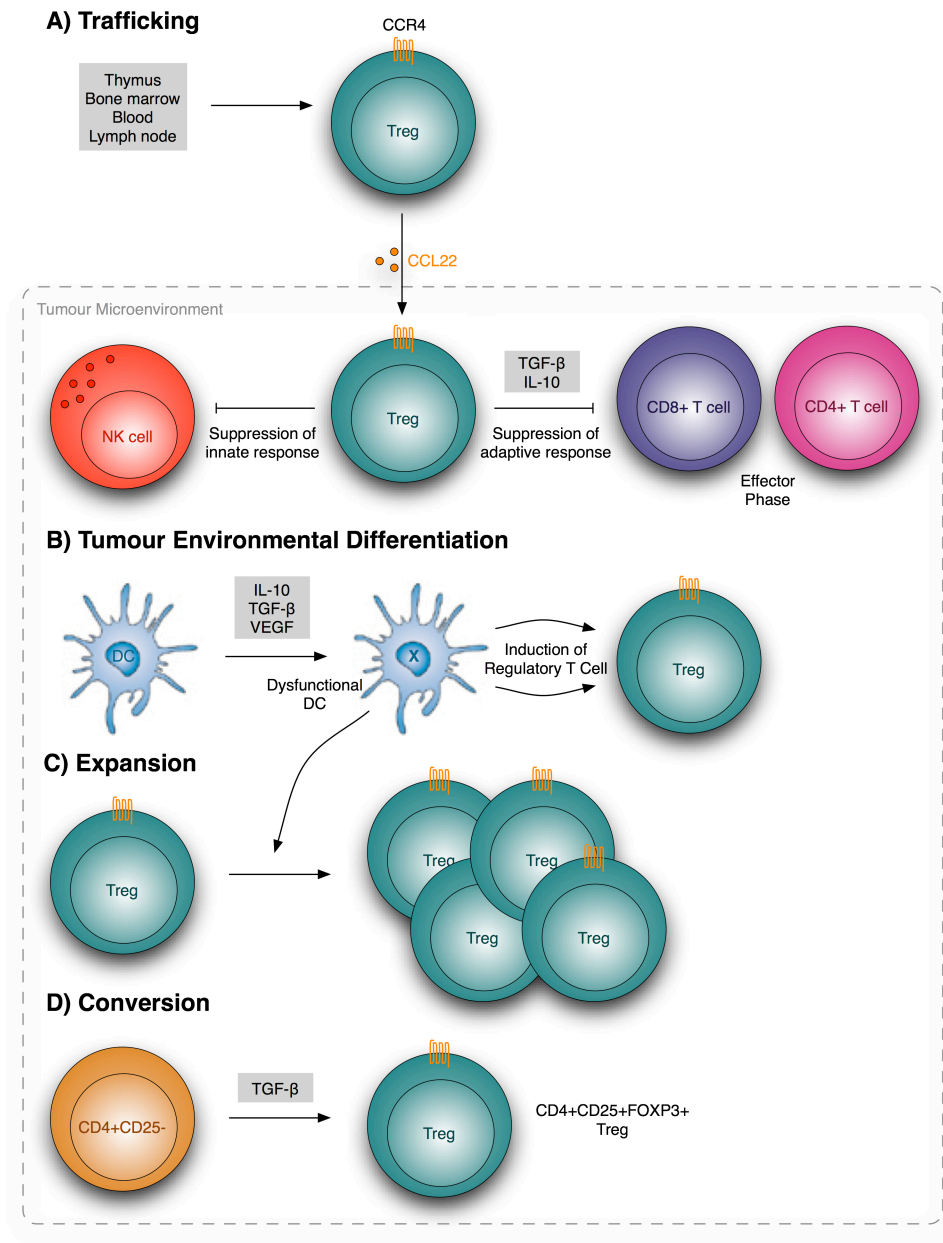 A) Trafficking
CCR4
Thymus
Bone marrow
Blood
Lymph node
Treg
CCL22
Tumour Microenvironment
NK cell
Suppression of
innate response
Treg
TGF-β
IL-10
Suppression of
adaptive response
CD8+ T cell
CD4+ T cell
Effector
Phase
B) Tumour Environmental Differentiation
DC
IL-10
TGF-β
VEGF
Dysfunctional
DC
X
Induction of
Regulatory T Cell
Treg
C) Expansion
Treg
Treg
Treg
Treg
Treg
D) Conversion
CD4+CD25-
TGF-β
Treg
CD4+CD25+FOXP3+
Treg